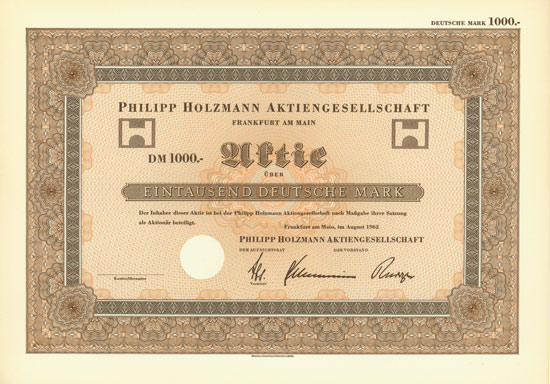 DEUTSCHE MARK 1000.-
PHILIPP HOLZMANN AKTIENGESELLSCHAFT
FRANKFURT AM MAIN
DM 1000.- Aktie
ÜBER
EINTAUSEND DEUTSCHE MARK
Der Inhaber dieser Aktie ist bei der Philipp Holzmann Aktiengesellschaft nach Maßgabe ihrer Satzung
als Aktionär beteiligt.
Frankfurt am Main, im August 1962
PHILIPP HOLZMANN AKTIENGESELLSCHAFT
DER AUFSICHTSRAT DER VORSTAND
Vorsitzer
Kontrollbeamter